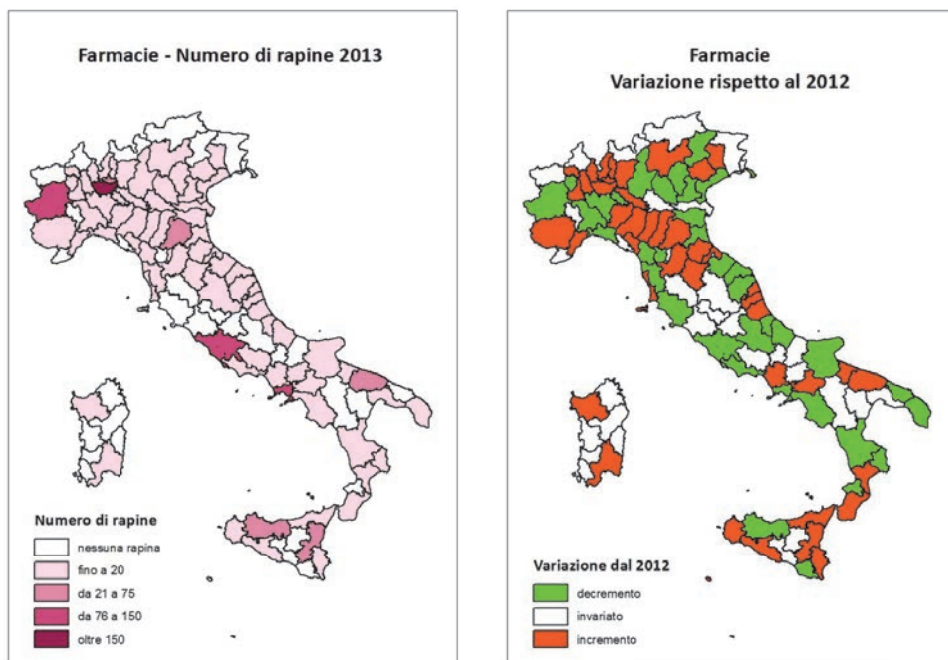 Farmacie - Numero di rapine 2013
Numero di rapine
nessuna rapina
fino a 20
da 21 a 75
da 76 a 150
oltre 150
Farmacie
Variazione rispetto al 2012
Variazione dal 2012
decremento
invariato
incremento